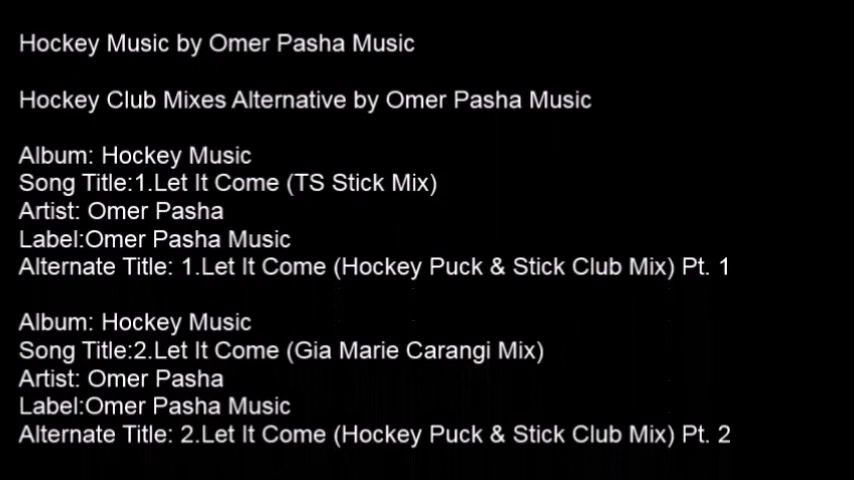 Hockey Music by Omer Pasha Music
Hockey Club Mixes Alternative by Omer Pasha Music
Album: Hockey Music
Song Title:1.Let It Come (TS Stick Mix)
Artist: Omer Pasha
Label:Omer Pasha Music
Alternate Title: 1.Let It Come (Hockey Puck & Stick Club Mix) Pt. 1
Album: Hockey Music
Song Title:2.Let It Come (Gia Marie Carangi Mix)
Artist: Omer Pasha
Label:Omer Pasha Music
Alternate Title: 2.Let It Come (Hockey Puck & Stick Club Mix) Pt. 2